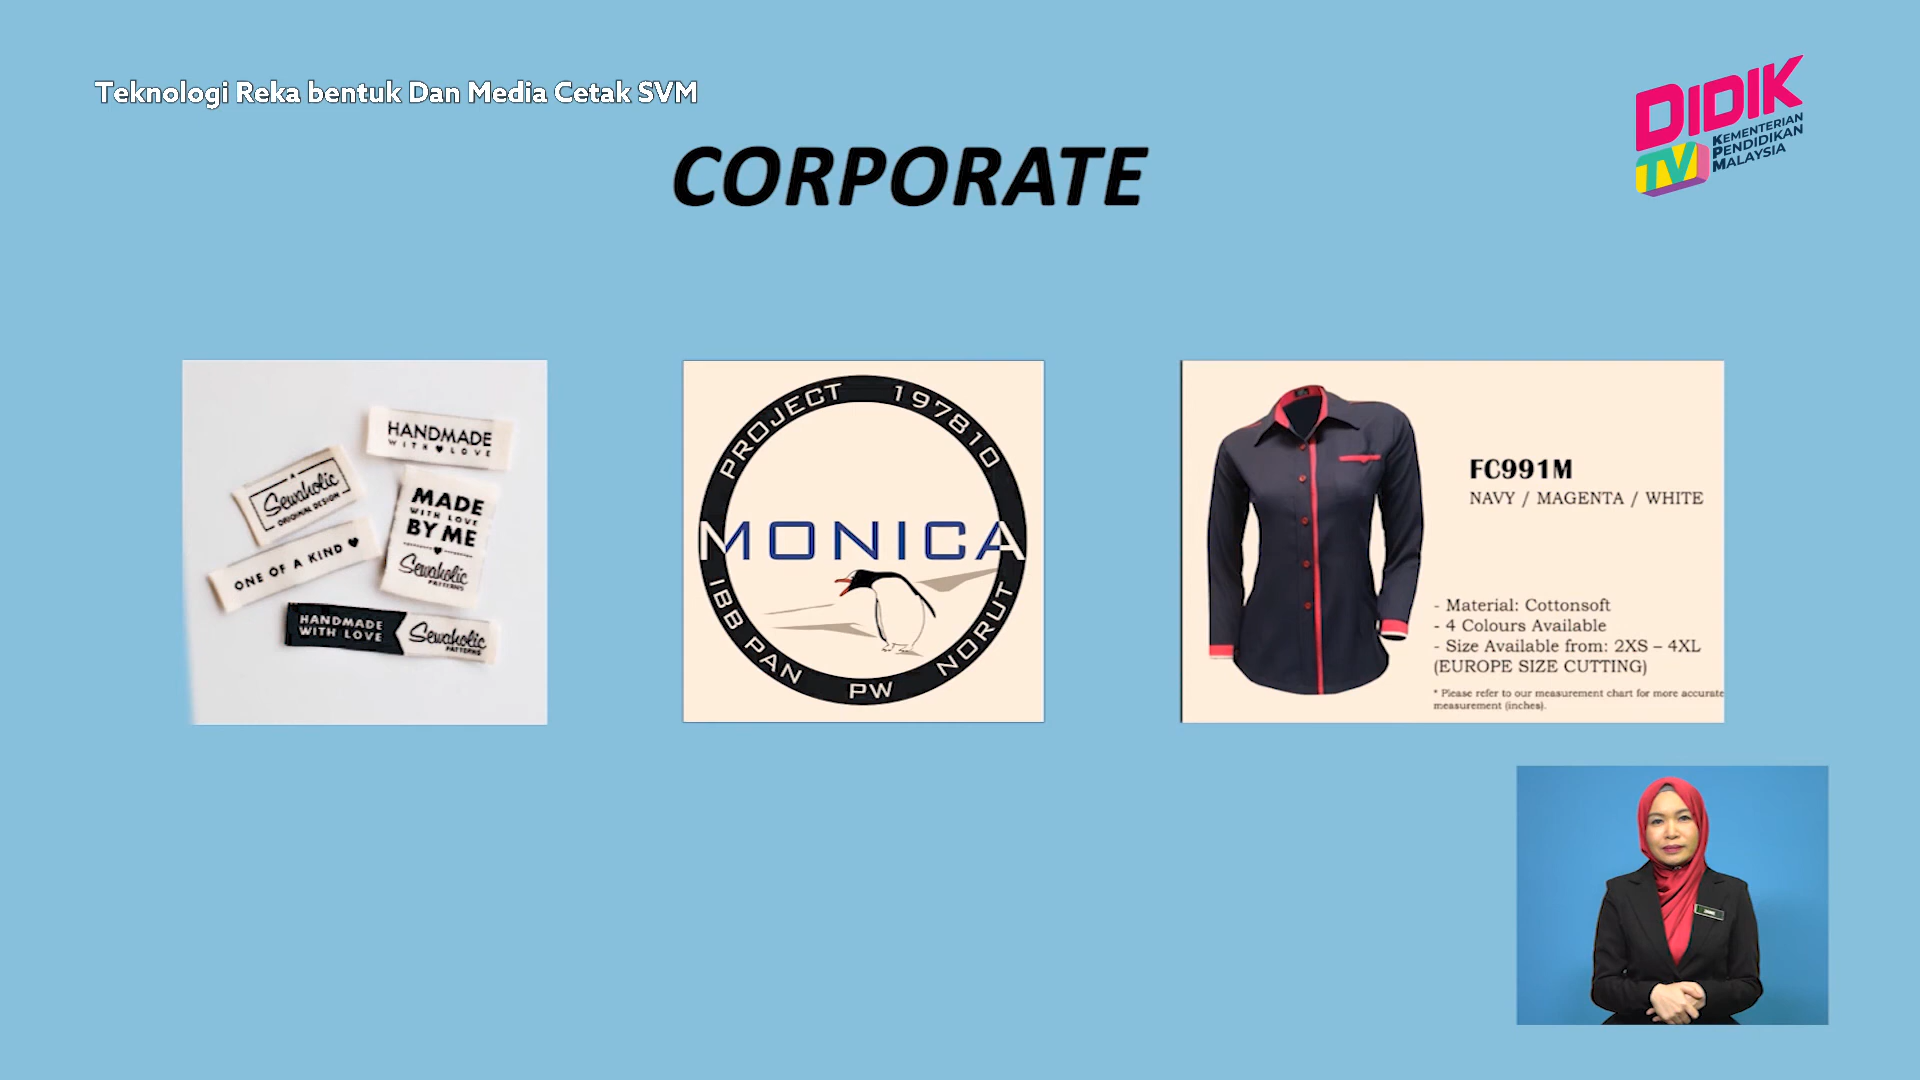 Teknologi Reka bentuk Dan Media Cetak SVM
DIDIK
TV
KEMENTERIAN
PENDIDIKAN
MALAYSIA
CORPORATE
HANDMADE
WITH ♥ LOVE
A
Sewaholic
ORIGINAL DESIGN
MADE
WITH LOVE
BY ME
Sewaholic
PATTERNS
ONE OF A KIND ♥
HANDMADE
WITH LOVE
Sewaholic
PATTERNS
PROJECT 197810
MONICA
IBB PAN PW NORUT
FC991M
NAVY / MAGENTA / WHITE
- Material: Cottonsoft
- 4 Colours Available
- Size Available from: 2XS – 4XL
(EUROPE SIZE CUTTING)
* Please refer to our measurement chart for more accurate
measurement (inches).